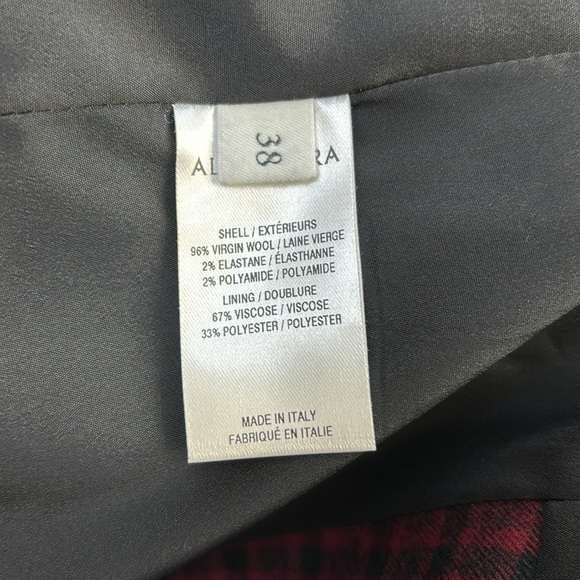 38
SHELL / EXTÉRIEURS
96% VIRGIN WOOL / LAINE VIERGE
2% ELASTANE / ÉLASTHANNE
2% POLYAMIDE / POLYAMIDE
LINING / DOUBLURE
67% VISCOSE / VISCOSE
33% POLYESTER / POLYESTER
MADE IN ITALY
FABRIQUÉ EN ITALIE